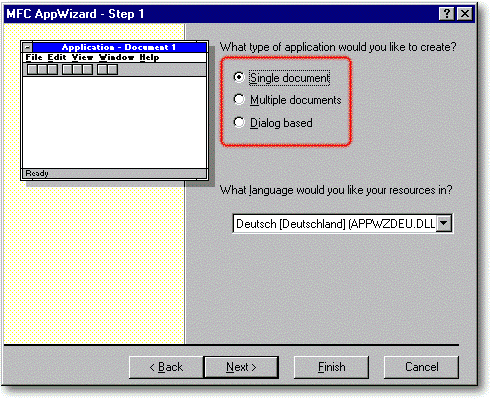 MFC AppWizard - Step 1
Application - Document 1
File Edit View Window Help
Ready
What type of application would you like to create?
Single document
Multiple documents
Dialog based
What language would you like your resources in?
Deutsch [Deutschland] (APPWZDEU.DLL
< Back
Next >
Finish
Cancel